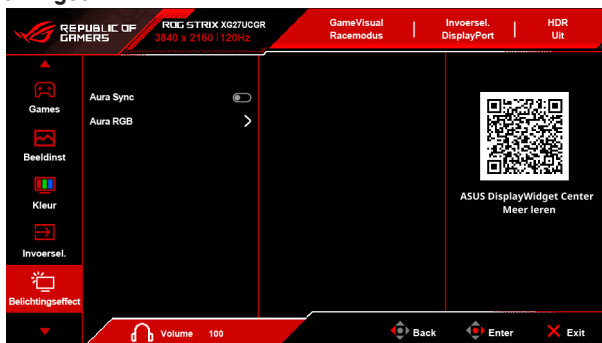 REPUBLIC OF
GAMERS
ROG STRIX XG27UCGR
3840 x 2160 120Hz
GameVisual
Racemodus
Invoersel.
DisplayPort
HDR
Uit
Games
Beeldinst
Kleur
Invoersel.
Belichtingseffect
Aura Sync
Aura RGB
ASUS DisplayWidget Center
Meer leren
Volume 100
Back
Enter
Exit